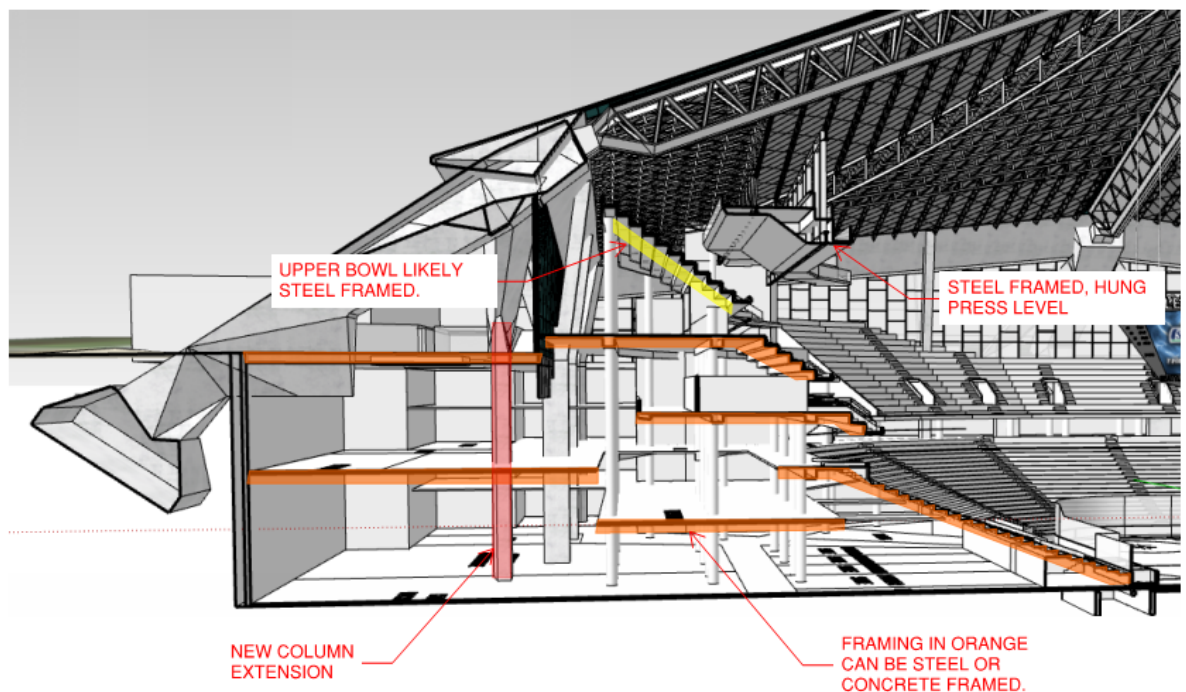 UPPER BOWL LIKELY
STEEL FRAMED.
STEEL FRAMED, HUNG
PRESS LEVEL
NEW COLUMN
EXTENSION
FRAMING IN ORANGE
CAN BE STEEL OR
CONCRETE FRAMED.